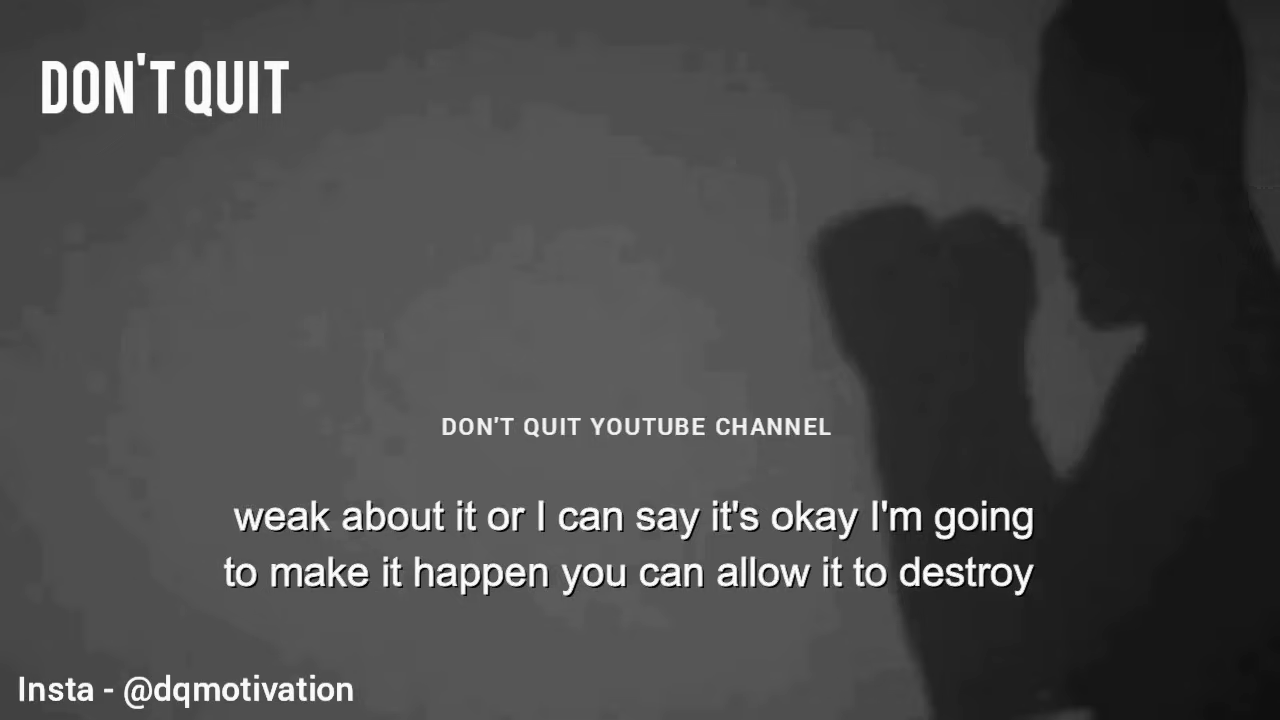 DON'T QUIT
DON'T QUIT YOUTUBE CHANNEL
weak about it or I can say it's okay I'm going
to make it happen you can allow it to destroy
Insta - @dqmotivation